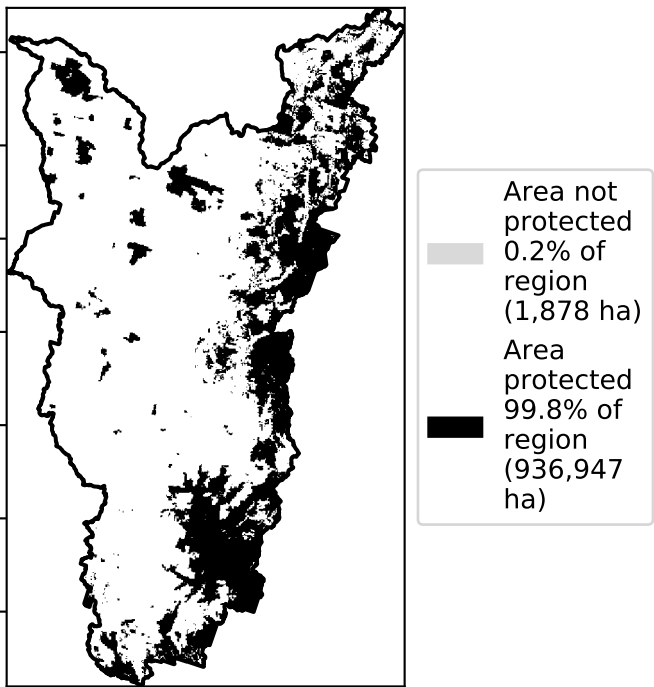 Area not
protected
0.2% of
region
(1,878 ha)
Area
protected
99.8% of
region
(936,947
ha)